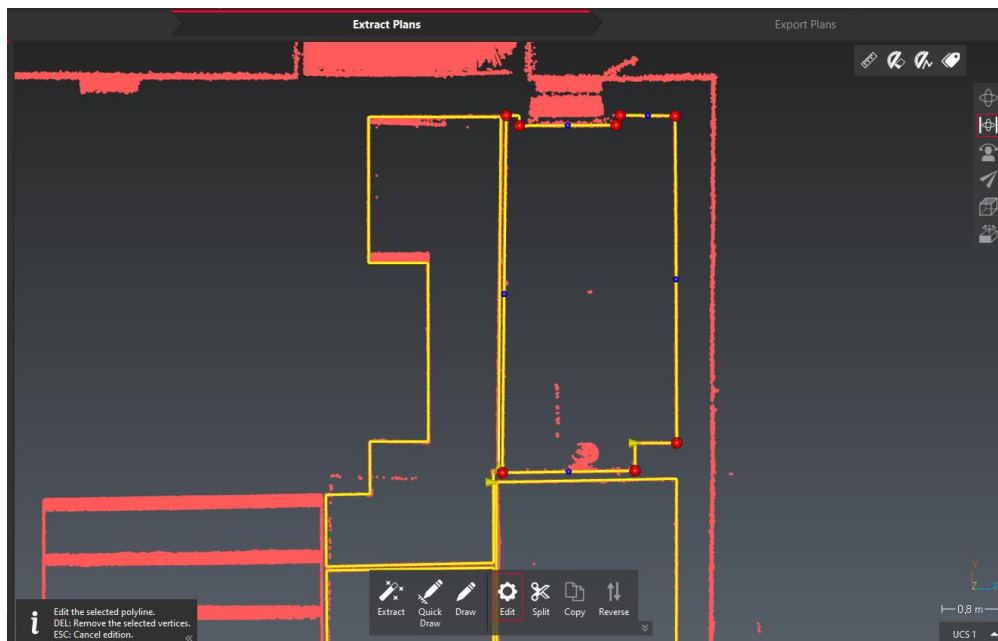 Extract Plans
Export Plans
Extract
Quick
Draw
Draw
Edit
Split
Copy
Reverse
Edit the selected polyline.
DEL: Remove the selected vertices.
ESC: Cancel edition.
Y
Z
X
0,8 m
UCS 1